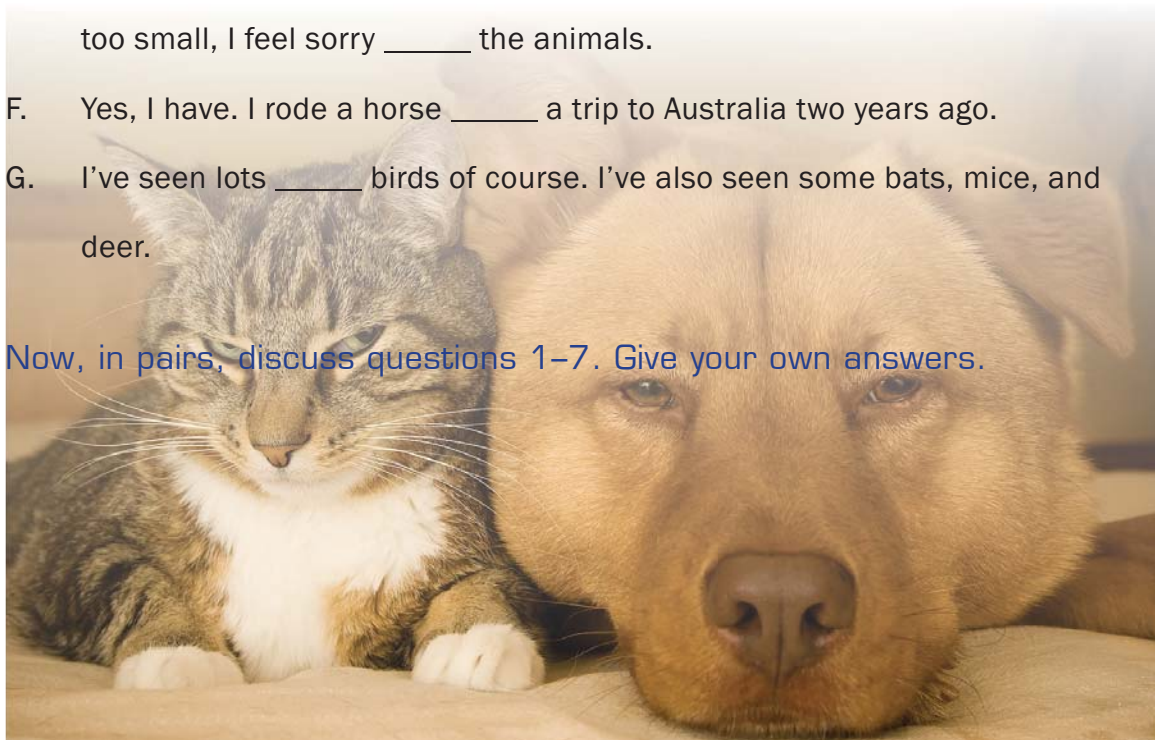 too small, I feel sorry _____ the animals.
F. Yes, I have. I rode a horse _____ a trip to Australia two years ago.
G. I’ve seen lots _____ birds of course. I’ve also seen some bats, mice, and
deer.
Now, in pairs, discuss questions 1–7. Give your own answers.